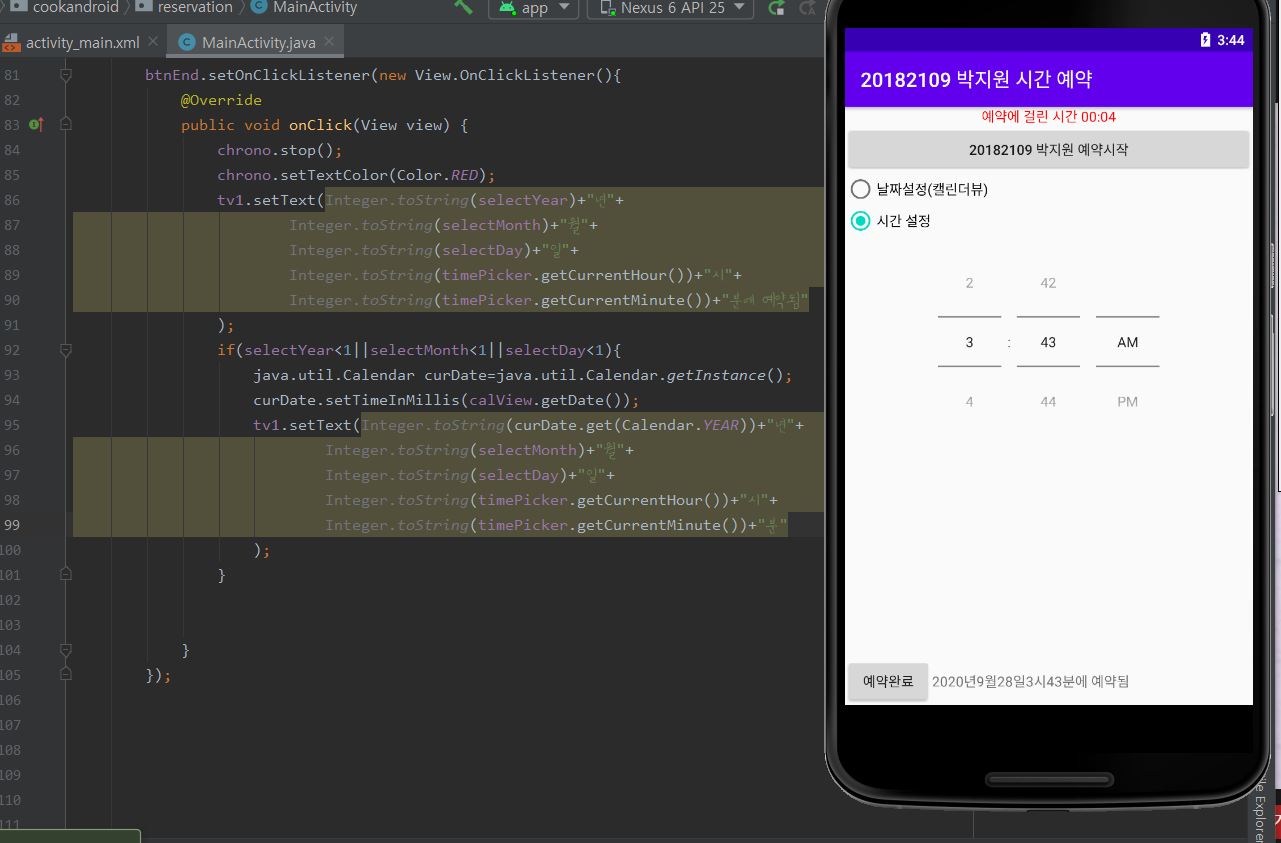 cookandroid
reservation
MainActivity
app
Nexus 6 API 25
activity_main.xml
MainActivity.java
81 btnEnd.setOnClickListener(new View.OnClickListener(){
82 @Override
83 public void onClick(View view) {
84 chrono.stop();
85 chrono.setTextColor(Color.RED);
86 tv1.setText(Integer.toString(selectYear)+"년"+
87 Integer.toString(selectMonth)+"월"+
88 Integer.toString(selectDay)+"일"+
89 Integer.toString(timePicker.getCurrentHour())+"시"+
90 Integer.toString(timePicker.getCurrentMinute())+"분에 예약됨"
91 );
92 if(selectYear<1||selectMonth<1||selectDay<1){
93 java.util.Calendar curDate=java.util.Calendar.getInstance();
94 curDate.setTimeInMillis(calView.getDate());
95 tv1.setText(Integer.toString(curDate.get(Calendar.YEAR))+"년"+
96 Integer.toString(selectMonth)+"월"+
97 Integer.toString(selectDay)+"일"+
98 Integer.toString(timePicker.getCurrentHour())+"시"+
99 Integer.toString(timePicker.getCurrentMinute())+"분"
100 );
101 }
102
103
104 }
105 });
106
107
108
109
110
111
3:44
20182109 박지원 시간 예약
예약에 걸린 시간 00:04
20182109 박지원 예약시작
날짜설정(캘린더뷰)
시간 설정
2 42
3 : 43 AM
4 44 PM
예약완료 2020년9월28일3시43분에 예약됨
Explorer